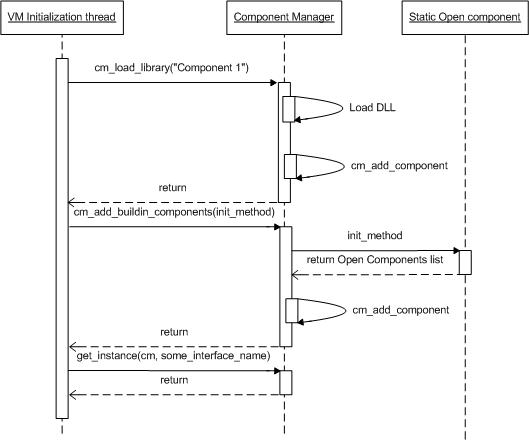 VM Initialization thread
Component Manager
Static Open component
cm_load_library("Component 1")
Load DLL
cm_add_component
return
cm_add_buildin_components(init_method)
init_method
return Open Components list
cm_add_component
return
get_instance(cm, some_interface_name)
return